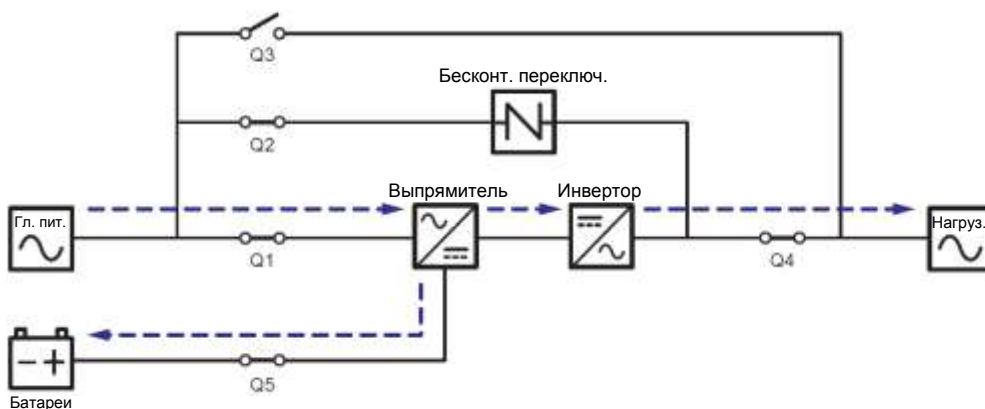 Q3
Бесконт. переключ.
Q2
Выпрямитель
Инвертор
Гл. пит.
Нагруз.
Q1
Q4
Q5
Батареи